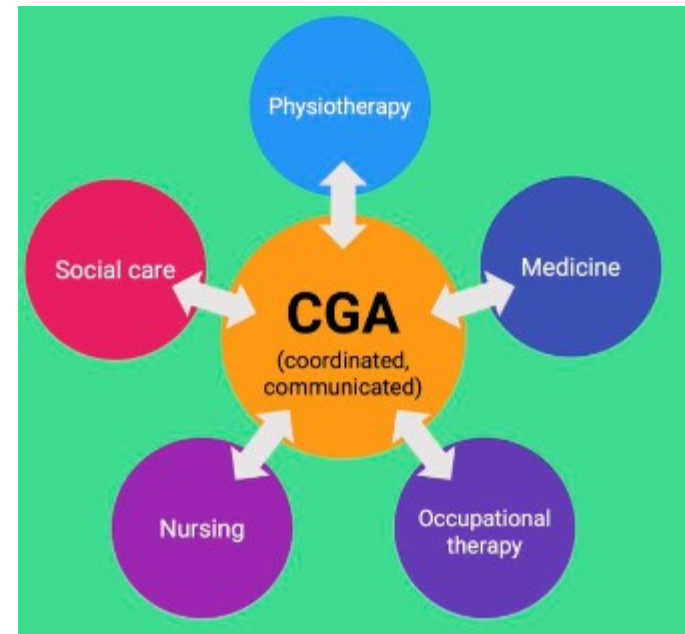 Physiotherapy
Social care
Medicine
CGA
(coordinated,
communicated)
Nursing
Occupational
therapy